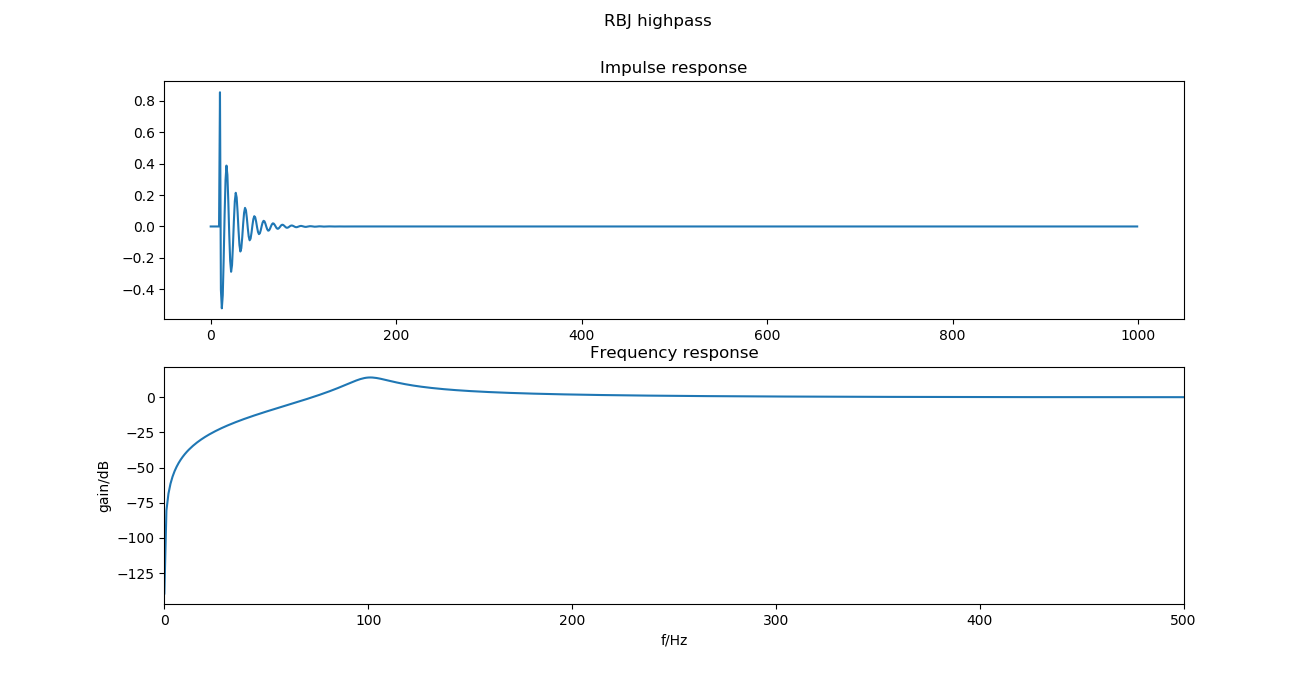 RBJ highpass
Impulse response
0.8
0.6
0.4
0.2
0.0
−0.2
−0.4
0 200 400 600 800 1000
Frequency response
0
−25
−50
−75
−100
−125
gain/dB
0 100 200 300 400 500
f/Hz